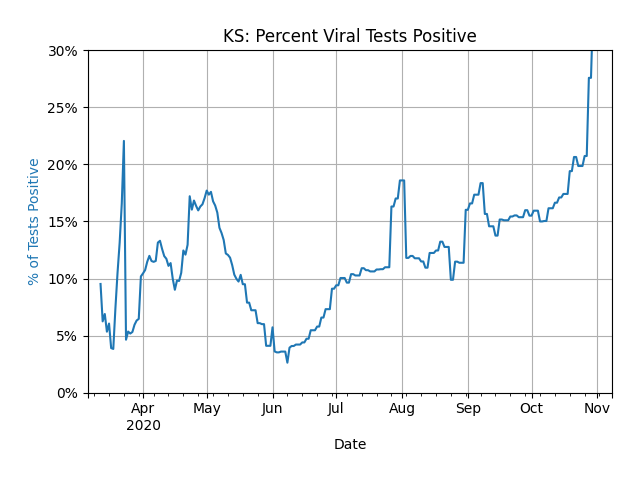 KS: Percent Viral Tests Positive
30%
25%
20%
15%
10%
5%
0%
% of Tests Positive
Apr May Jun Jul Aug Sep Oct Nov
2020
Date